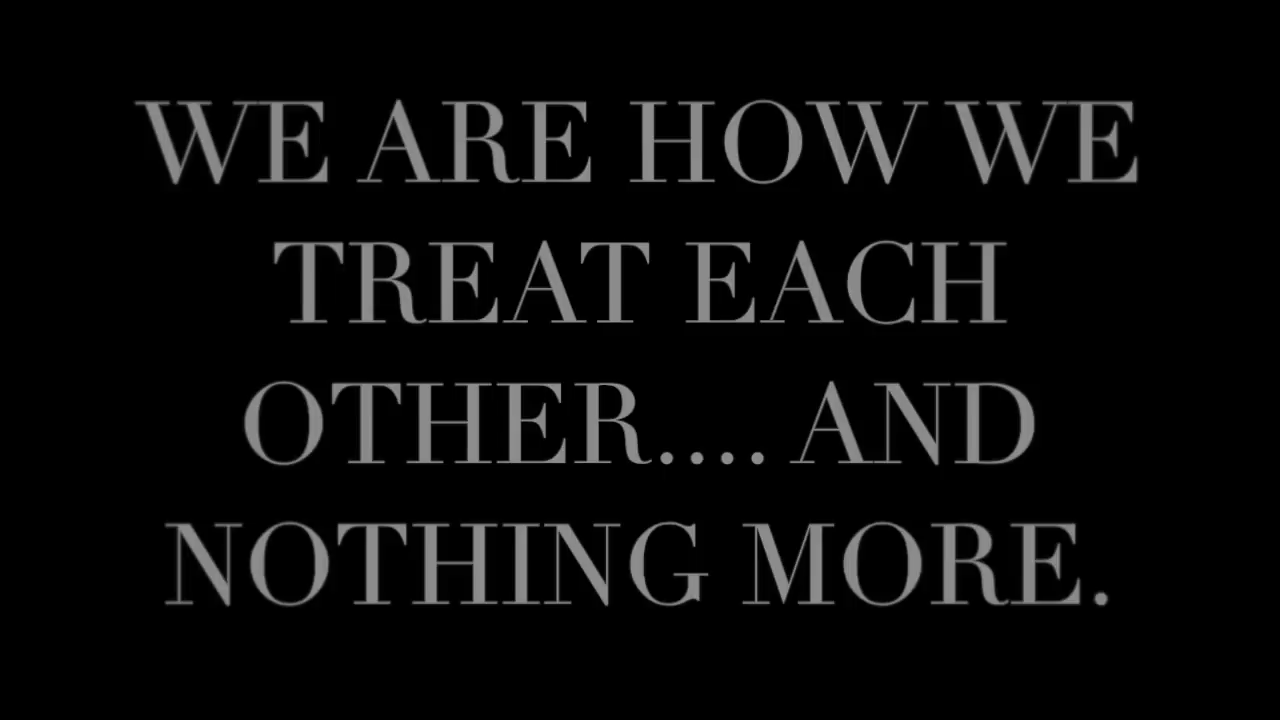 WE ARE HOW WE
TREAT EACH
OTHER.... AND
NOTHING MORE.